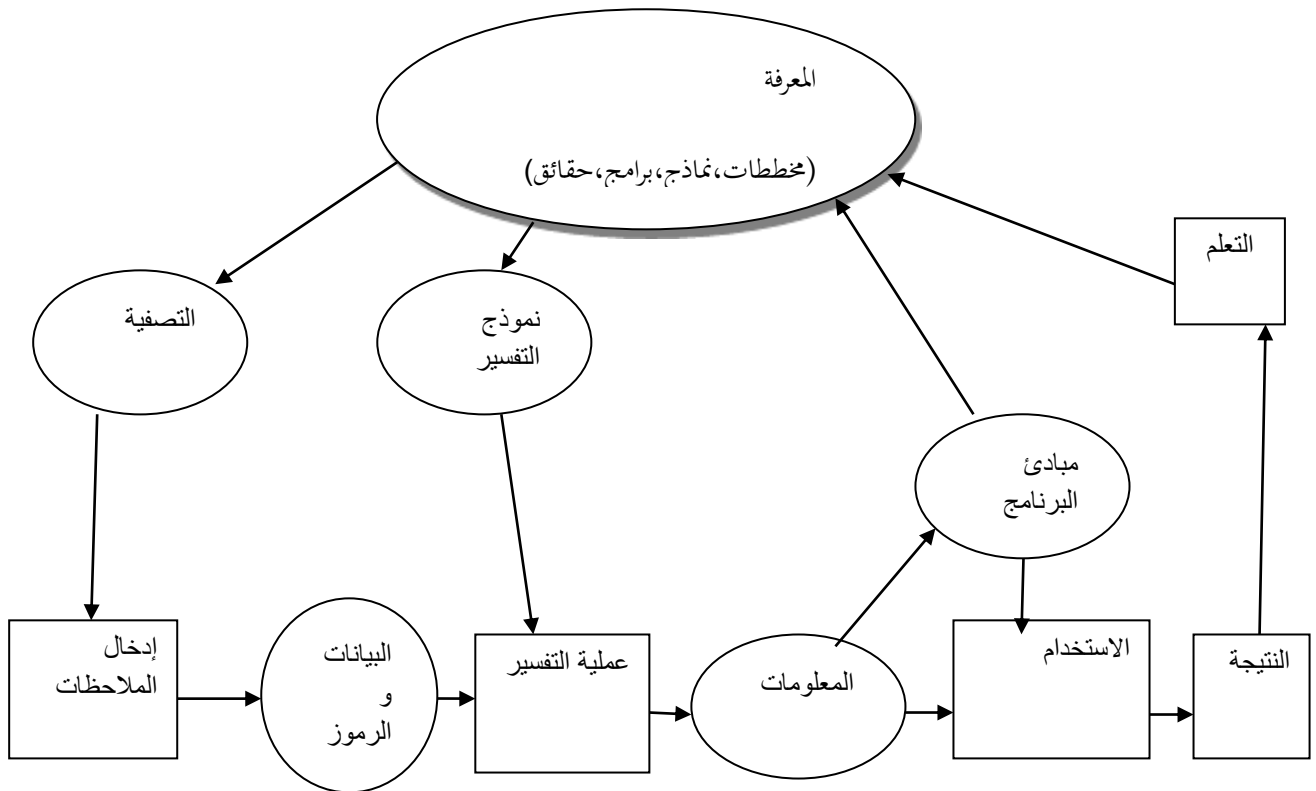 المعرفة
(مخططات،نماذج،برامج،حقائق)
التعلم
التصفية
نموذج
التفسير
مبادئ
البرنامج
إدخال
الملاحظات
البيانات
و
الرموز
عملية التفسير
المعلومات
الاستخدام
النتيجة